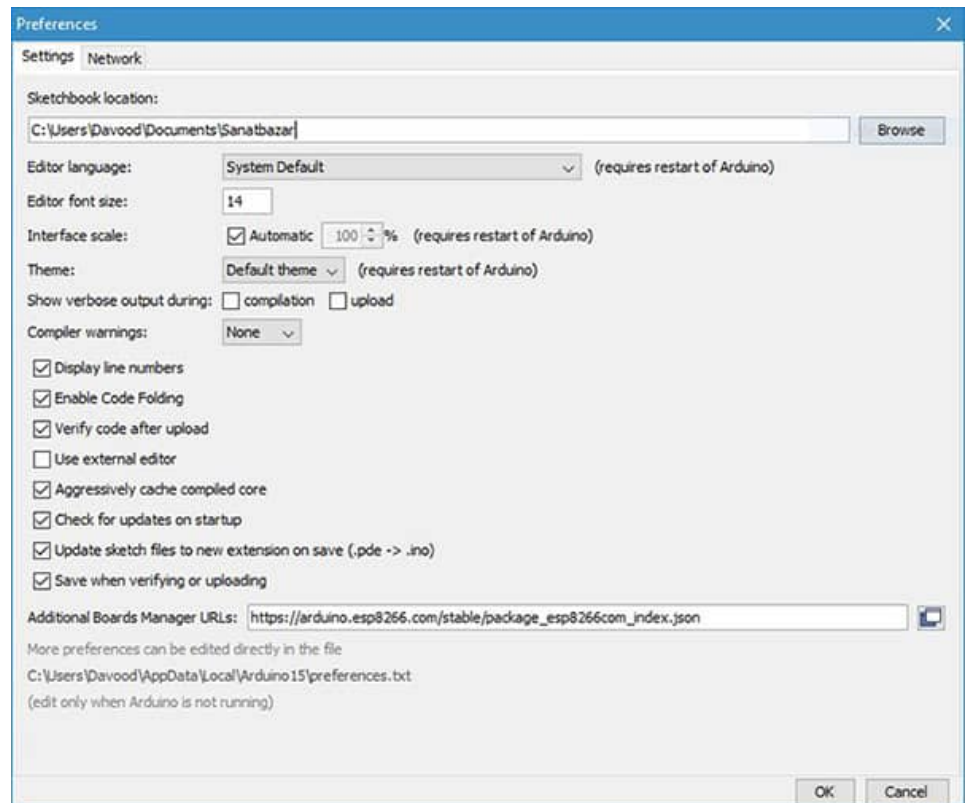 Preferences
Settings Network
Sketchbook location:
C:\Users\Davood\Documents\Sanatbazar Browse
Editor language: System Default (requires restart of Arduino)
Editor font size: 14
Interface scale: Automatic 100 % (requires restart of Arduino)
Theme: Default theme (requires restart of Arduino)
Show verbose output during: compilation upload
Compiler warnings: None
Display line numbers
Enable Code Folding
Verify code after upload
Use external editor
Aggressively cache compiled core
Check for updates on startup
Update sketch files to new extension on save (.pde -> .ino)
Save when verifying or uploading
Additional Boards Manager URLs: https://arduino.esp8266.com/stable/package_esp8266com_index.json
More preferences can be edited directly in the file
C:\Users\Davood\AppData\Local\Arduino15\preferences.txt
(edit only when Arduino is not running)
OK Cancel